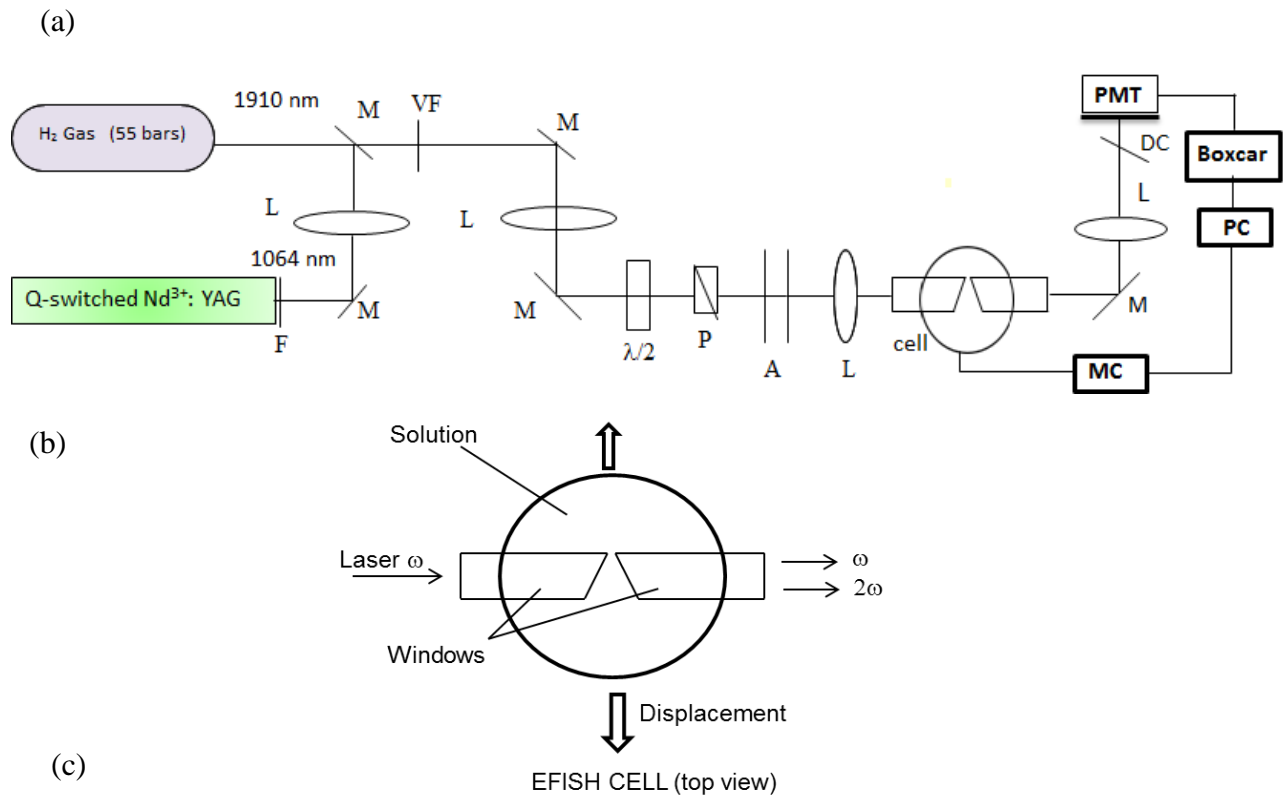 (a)
1910 nm
M
VF
M
PMT
H₂ Gas (55 bars)
DC
Boxcar
L
L
L
PC
1064 nm
Q-switched Nd³⁺: YAG
M
M
M
F
λ/2
P
A
L
cell
MC
(b)
Solution
Laser ω
ω
2ω
Windows
Displacement
(c)
EFISH CELL (top view)